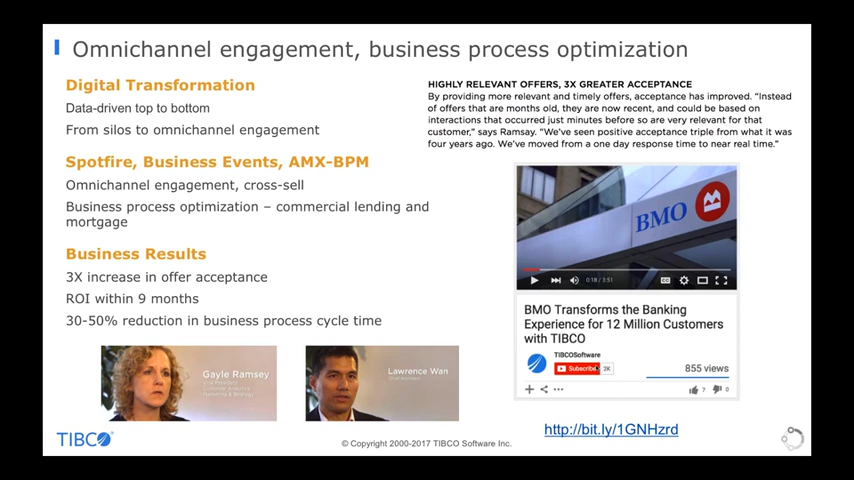 Omnichannel engagement, business process optimization
Digital Transformation
Data-driven top to bottom
From silos to omnichannel engagement
Spotfire, Business Events, AMX-BPM
Omnichannel engagement, cross-sell
Business process optimization – commercial lending and
mortgage
Business Results
3X increase in offer acceptance
ROI within 9 months
30-50% reduction in business process cycle time
HIGHLY RELEVANT OFFERS, 3X GREATER ACCEPTANCE
By providing more relevant and timely offers, acceptance has improved. “Instead
of offers that are months old, they are now recent, and could be based on
interactions that occurred just minutes before so are very relevant for that
customer,” says Ramsay. “We’ve seen positive acceptance triple from what it was
four years ago. We’ve moved from a one day response time to near real time.”
BMO
0:18 / 3:51
CC
BMO Transforms the Banking
Experience for 12 Million Customers
with TIBCO
TIBCOSoftware
Subscribe 2K
855 views
7 0
Gayle Ramsey
Vice President
Customer Analytics
Marketing & Strategy
Lawrence Wan
Chief Architect
TIBCO
© Copyright 2000-2017 TIBCO Software Inc.
http://bit.ly/1GNHzrd